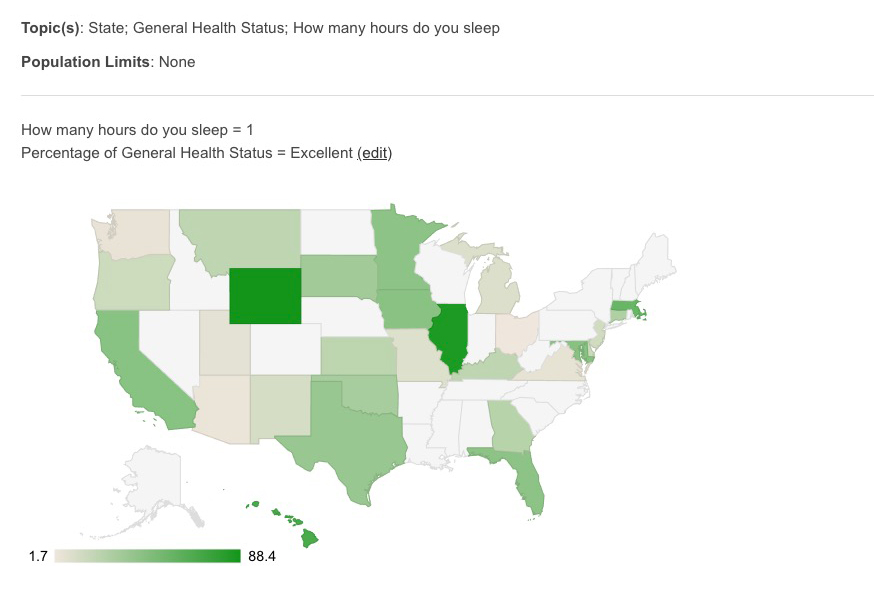 Topic(s): State; General Health Status; How many hours do you sleep
Population Limits: None
How many hours do you sleep = 1
Percentage of General Health Status = Excellent (edit)
1.7 88.4